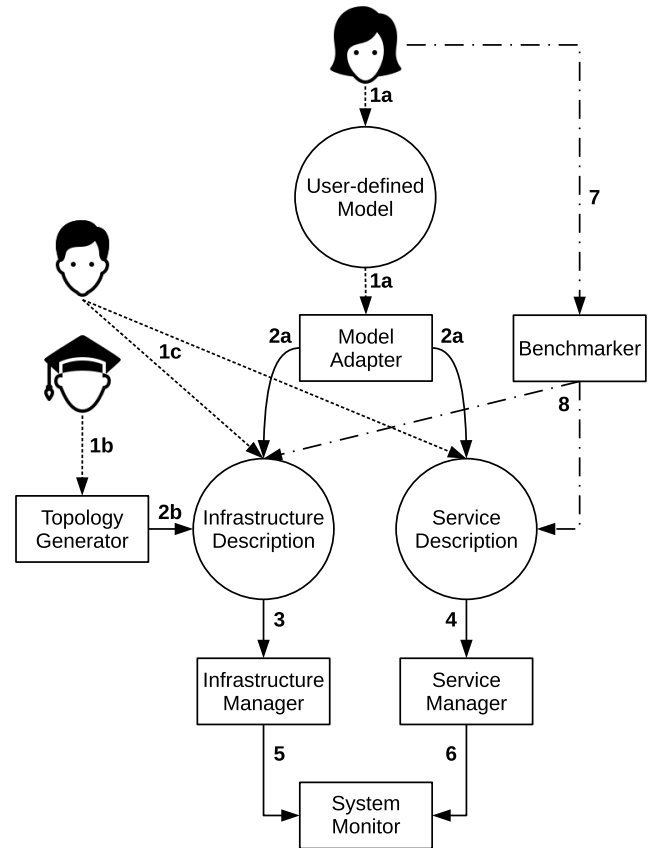 1a
User-defined
Model
7
1a
Model
Adapter
2a
2a
Benchmarker
1c
8
1b
Topology
Generator
2b
Infrastructure
Description
Service
Description
3
4
Infrastructure
Manager
Service
Manager
5
6
System
Monitor